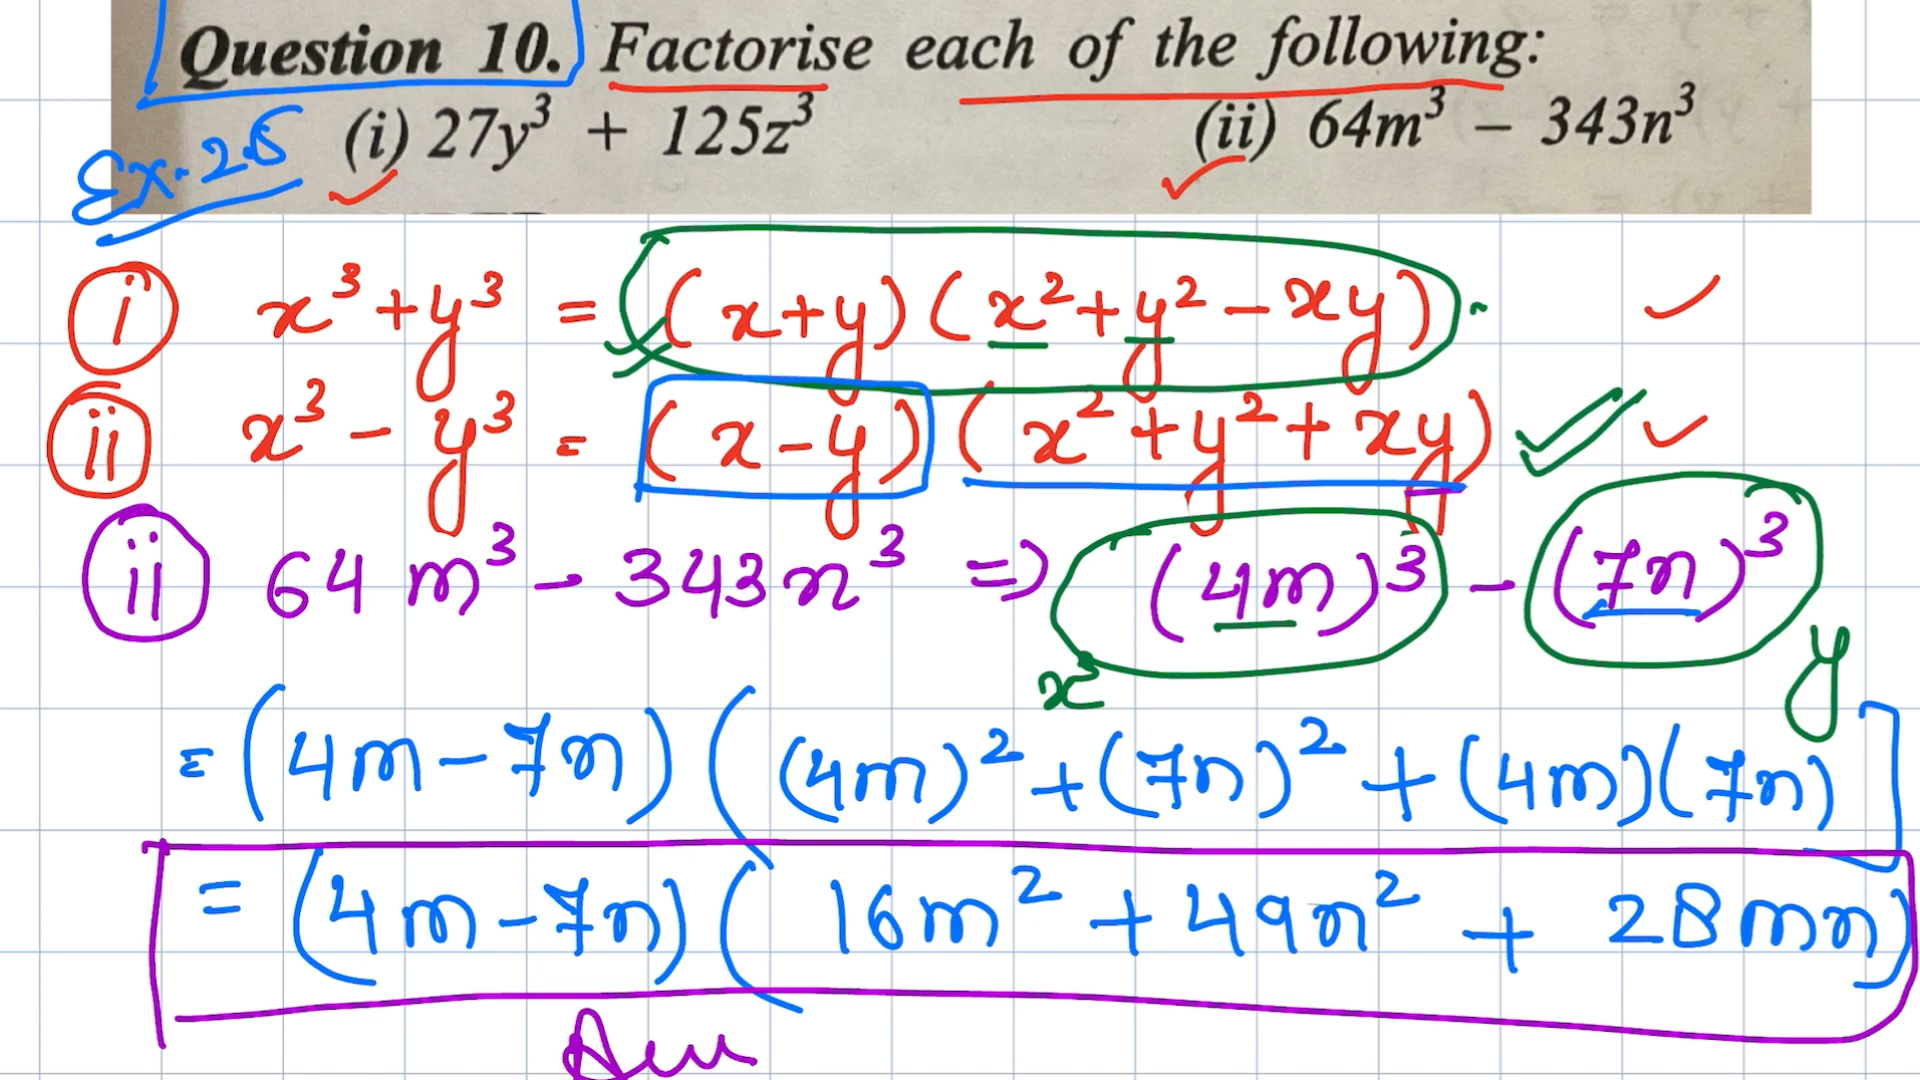 Question 10. Factorise each of the following:
Ex-2.5 (i) 27y³ + 125z³ (ii) 64m³ – 343n³
(i) x³+y³ = (x+y)(x²+y²-xy).
(ii) x³-y³ = (x-y)(x²+y²+xy)
(ii) 64m³-343n³ => (4m)³-(7n)³
x y
=(4m-7n)((4m)²+(7n)²+(4m)(7n)]
=(4m-7n)(16m²+49n²+28mn)